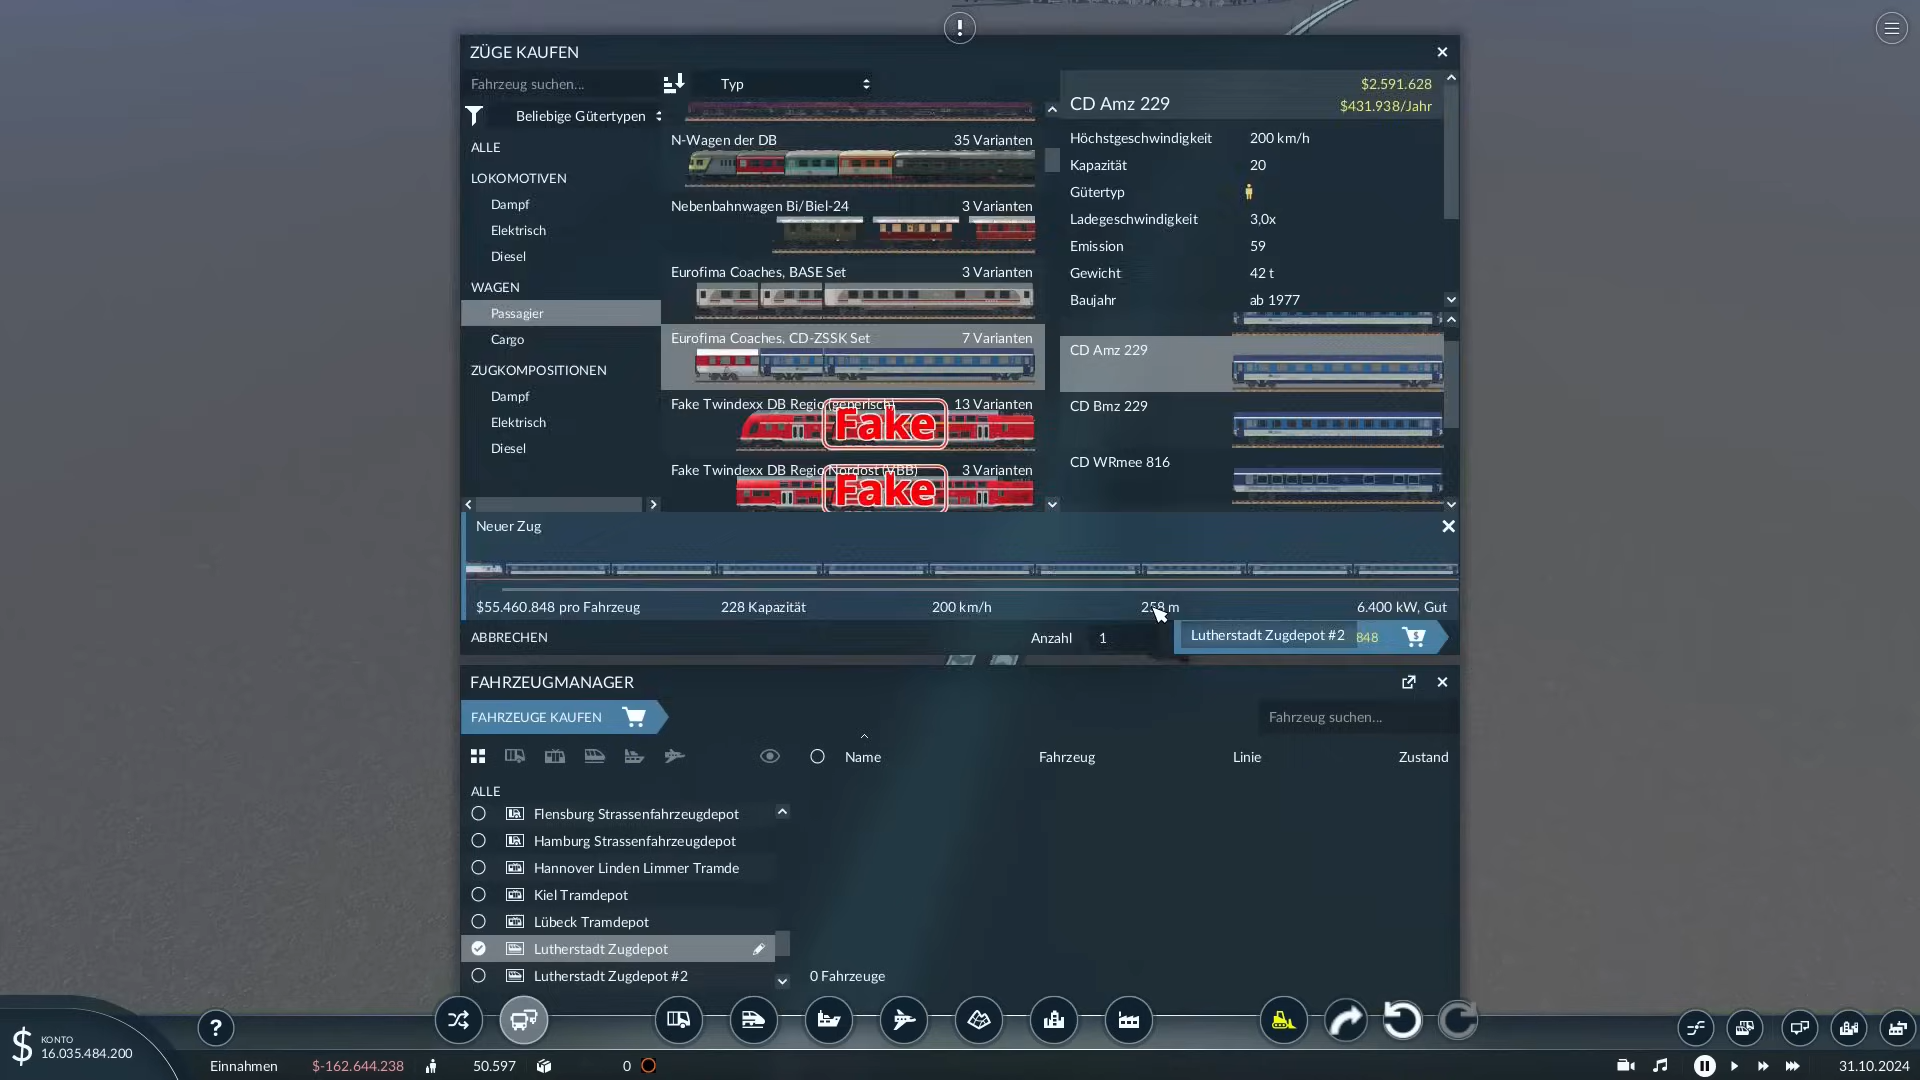 ZÜGE KAUFEN
Fahrzeug suchen...
Typ
Beliebige Gütertypen
ALLE
LOKOMOTIVEN
Dampf
Elektrisch
Diesel
WAGEN
Passagier
Cargo
ZUGKOMPOSITIONEN
Dampf
Elektrisch
Diesel
N-Wagen der DB 35 Varianten
Nebenbahnwagen Bi/Biel-24 3 Varianten
Eurofima Coaches, BASE Set 3 Varianten
Eurofima Coaches, CD-ZSSK Set 7 Varianten
Fake Twindexx DB Regio (generisch) 13 Varianten
Fake
Fake Twindexx DB Regio Nordost (VBB) 3 Varianten
Fake
$2.591.628
CD Amz 229 $431.938/Jahr
Höchstgeschwindigkeit 200 km/h
Kapazität 20
Gütertyp
Ladegeschwindigkeit 3,0x
Emission 59
Gewicht 42 t
Baujahr ab 1977
CD Amz 229
CD Bmz 229
CD WRmee 816
Neuer Zug
$55.460.848 pro Fahrzeug 228 Kapazität 200 km/h 258 m 6.400 kW, Gut
ABBRECHEN Anzahl 1 Lutherstadt Zugdepot #2 848
FAHRZEUGMANAGER
FAHRZEUGE KAUFEN Fahrzeug suchen...
Name Fahrzeug Linie Zustand
ALLE
Flensburg Strassenfahrzeugdepot
Hamburg Strassenfahrzeugdepot
Hannover Linden Limmer Tramde
Kiel Tramdepot
Lübeck Tramdepot
Lutherstadt Zugdepot
Lutherstadt Zugdepot #2 0 Fahrzeuge
KONTO
$ 16.035.484.200
?
Einnahmen $-162.644.238 50.597 0 31.10.2024